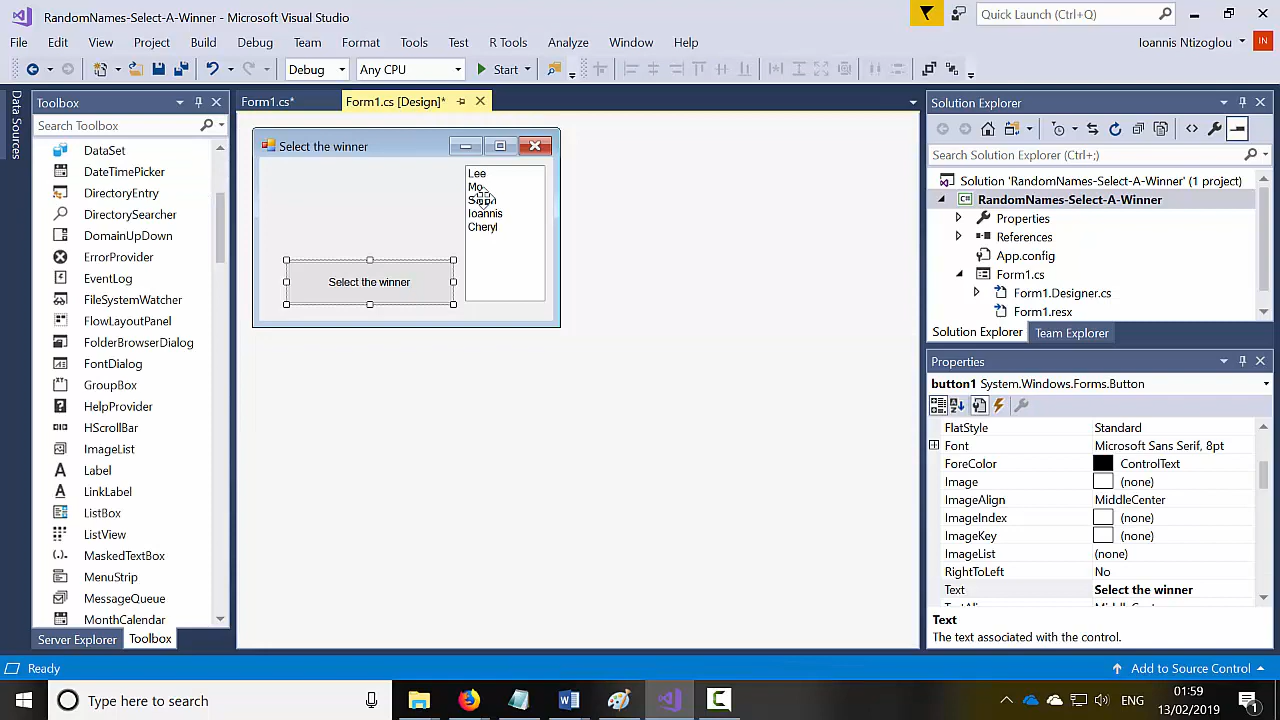 RandomNames-Select-A-Winner - Microsoft Visual Studio
Quick Launch (Ctrl+Q)
File Edit View Project Build Debug Team Format Tools Test R Tools Analyze Window Help
Ioannis Ntizoglou
IN
Debug Any CPU Start
Data Sources
Toolbox
Search Toolbox
DataSet
DateTimePicker
DirectoryEntry
DirectorySearcher
DomainUpDown
ErrorProvider
EventLog
FileSystemWatcher
FlowLayoutPanel
FolderBrowserDialog
FontDialog
GroupBox
HelpProvider
HScrollBar
ImageList
Label
LinkLabel
ListBox
ListView
MaskedTextBox
MenuStrip
MessageQueue
MonthCalendar
Server Explorer Toolbox
Form1.cs* Form1.cs [Design]*
Select the winner
Lee
Mo
Ioannis
Cheryl
Select the winner
Solution Explorer
Search Solution Explorer (Ctrl+;)
Solution 'RandomNames-Select-A-Winner' (1 project)
C# RandomNames-Select-A-Winner
Properties
References
App.config
Form1.cs
Form1.Designer.cs
Form1.resx
Solution Explorer Team Explorer
Properties
button1 System.Windows.Forms.Button
FlatStyle Standard
Font Microsoft Sans Serif, 8pt
ForeColor ControlText
Image (none)
ImageAlign MiddleCenter
ImageIndex (none)
ImageKey (none)
ImageList (none)
RightToLeft No
Text Select the winner
Text
The text associated with the control.
Ready
Add to Source Control
Type here to search
ENG
01:59
13/02/2019
1